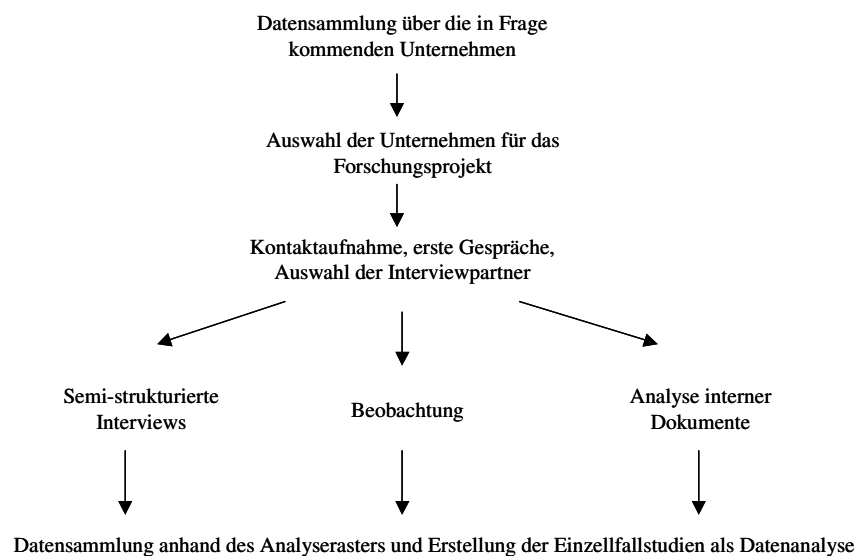 Datensammlung über die in Frage
kommenden Unternehmen
Auswahl der Unternehmen für das
Forschungsprojekt
Kontaktaufnahme, erste Gespräche,
Auswahl der Interviewpartner
Semi-strukturierte
Interviews
Beobachtung
Analyse interner
Dokumente
Datensammlung anhand des Analyserasters und Erstellung der Einzellfallstudien als Datenanalyse